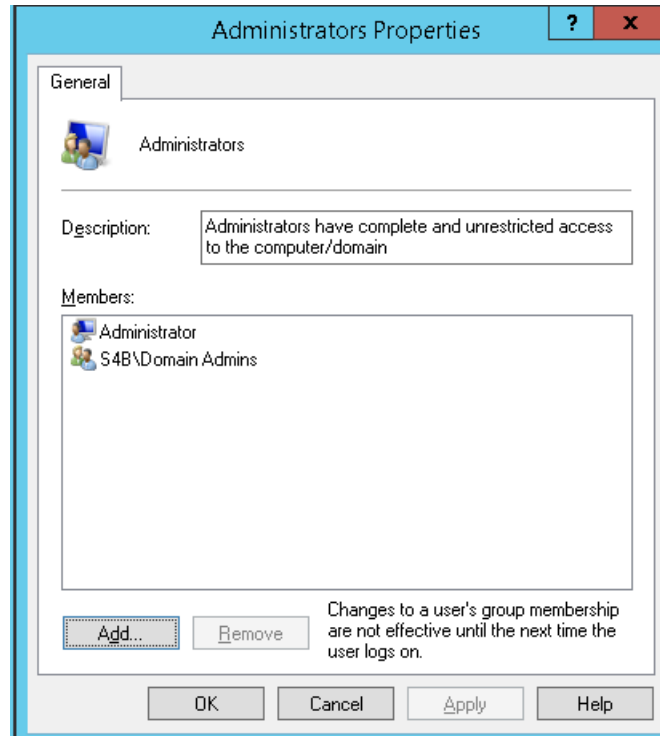 Administrators Properties
?
x
General
Administrators
Description:
Administrators have complete and unrestricted access
to the computer/domain
Members:
Administrator
S4B\Domain Admins
Add...
Remove
Changes to a user's group membership
are not effective until the next time the
user logs on.
OK
Cancel
Apply
Help